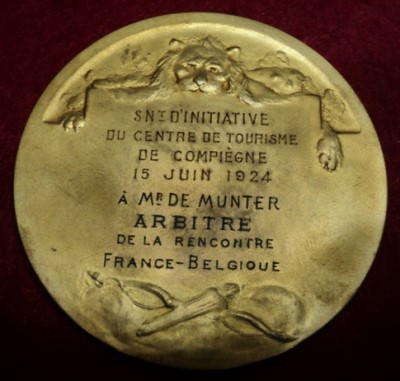 SNT D'INITIATIVE
DU CENTRE DE TOURISME
DE COMPIÈGNE
15 JUIN 1924
À MR DE MUNTER
ARBITRE
DE LA RENCONTRE
FRANCE-BELGIQUE